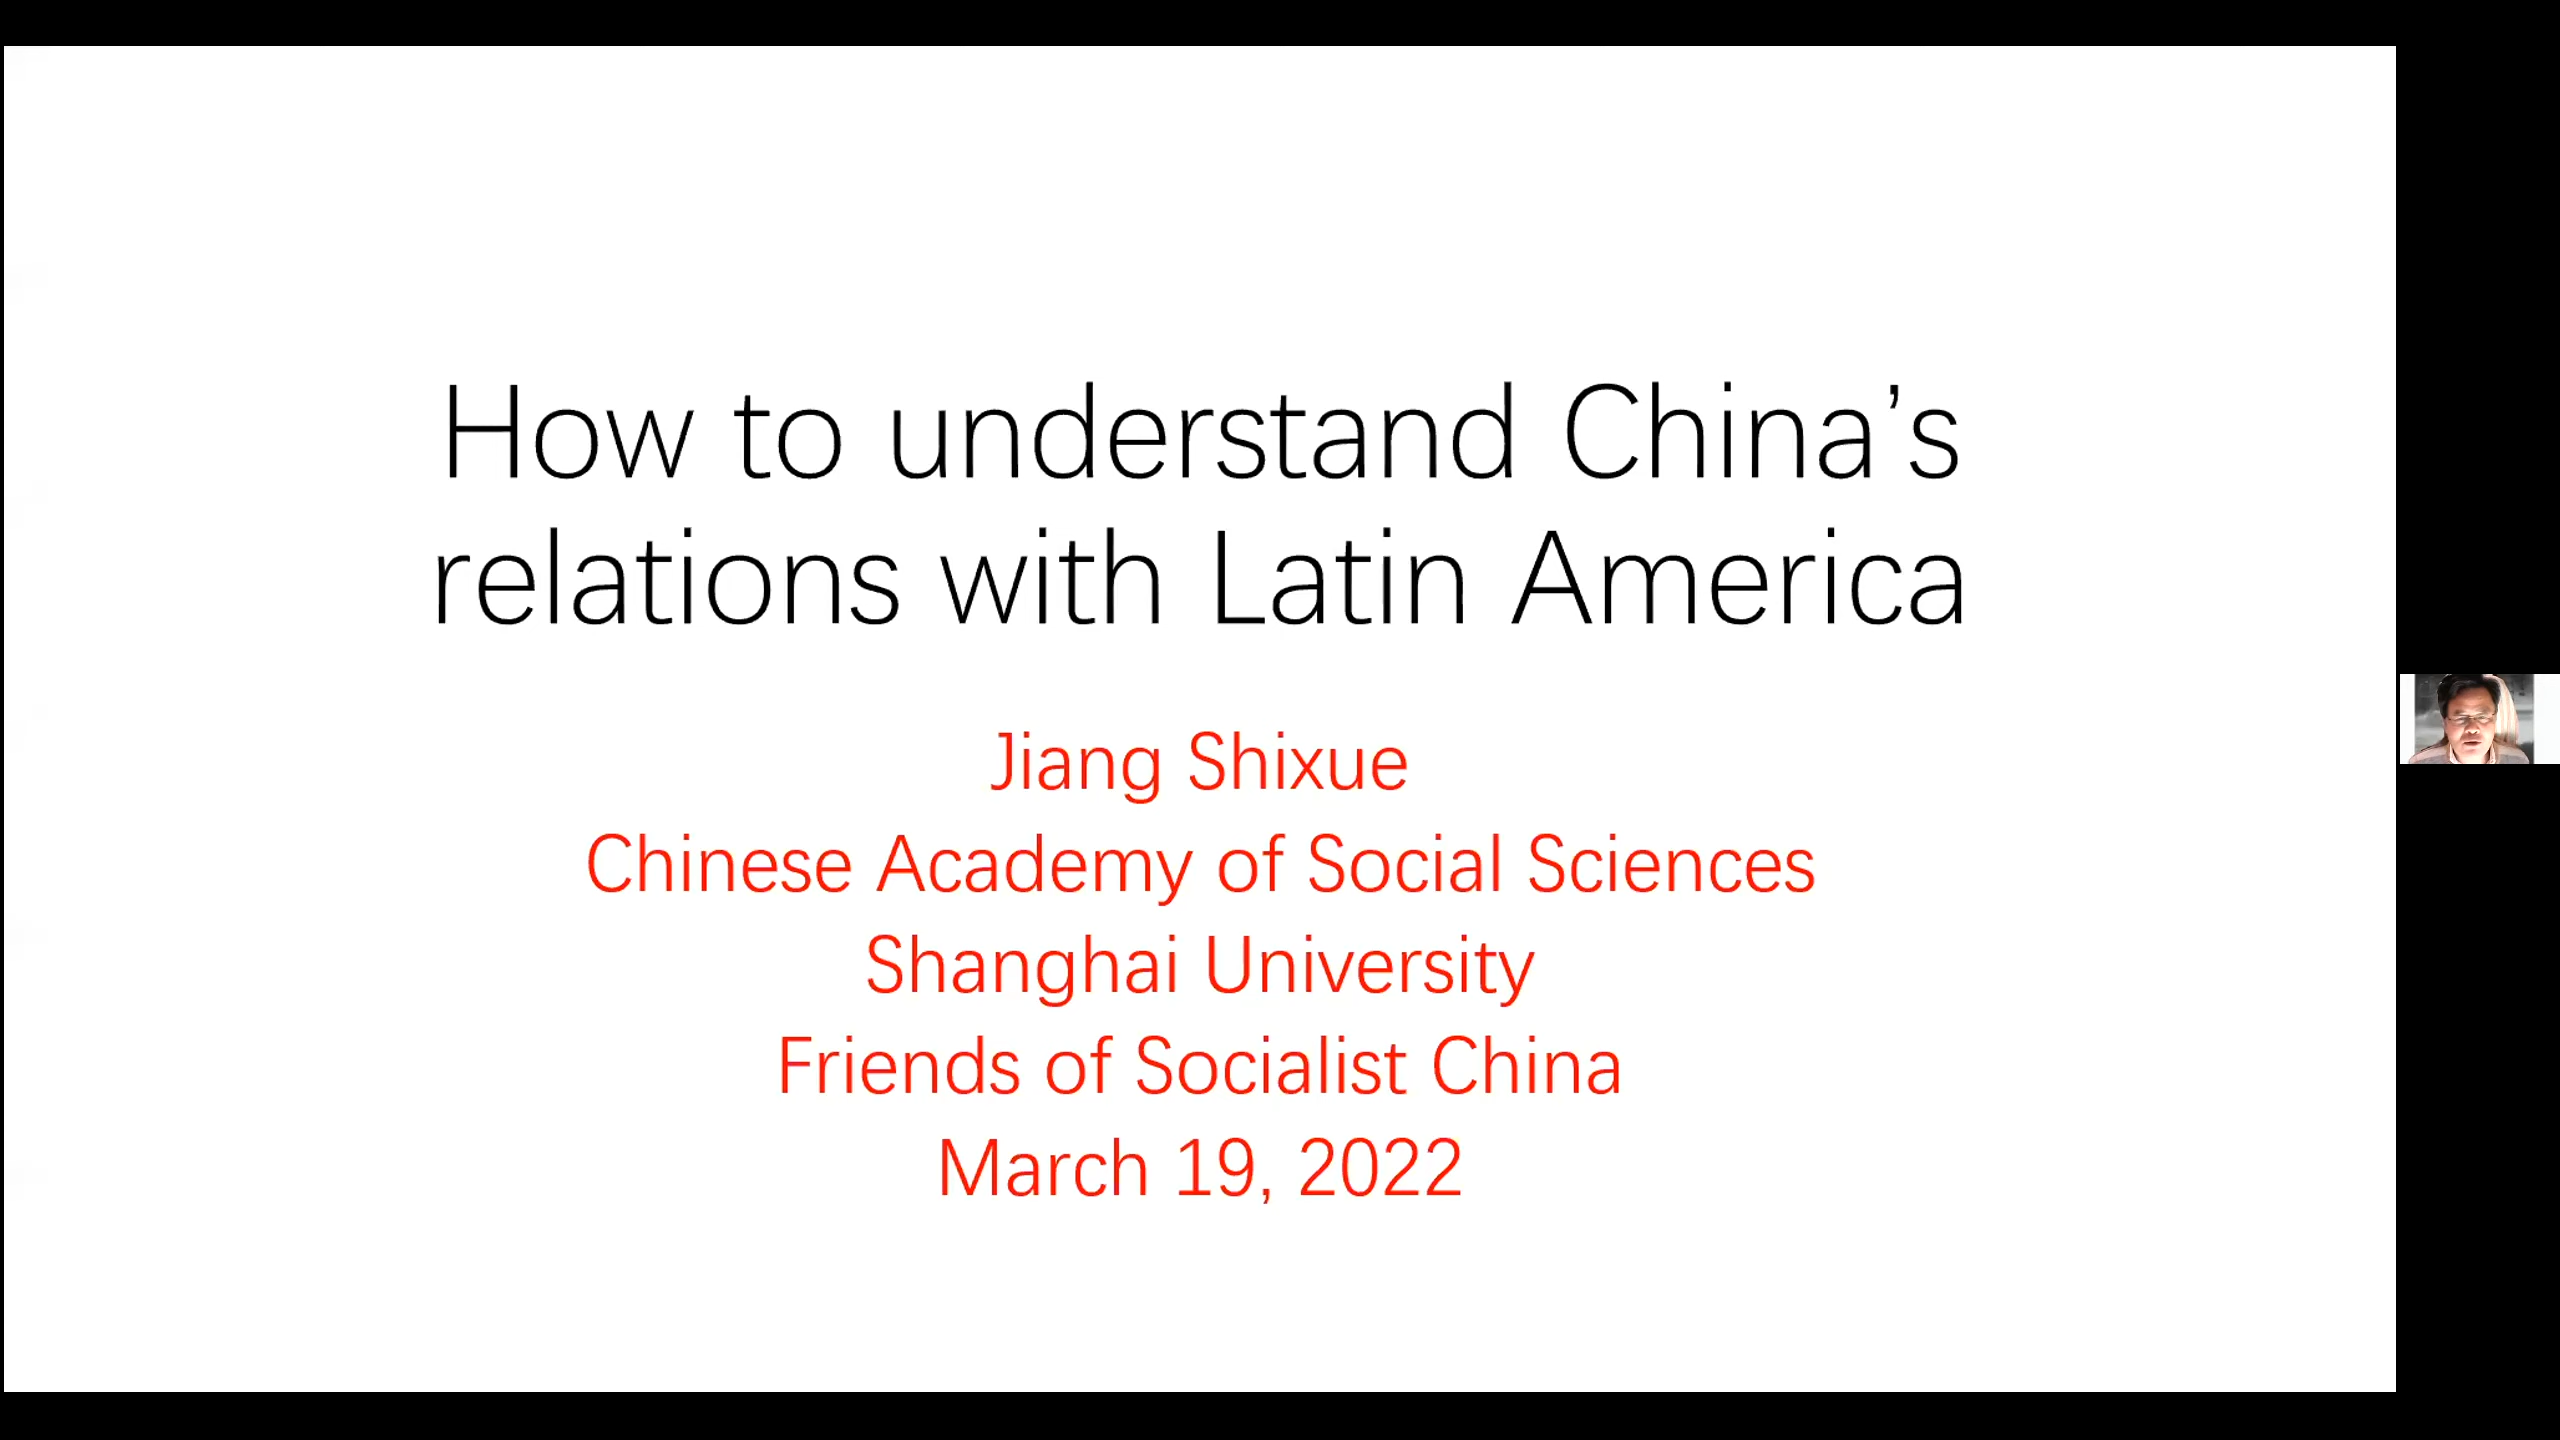 How to understand China’s
relations with Latin America
Jiang Shixue
Chinese Academy of Social Sciences
Shanghai University
Friends of Socialist China
March 19, 2022